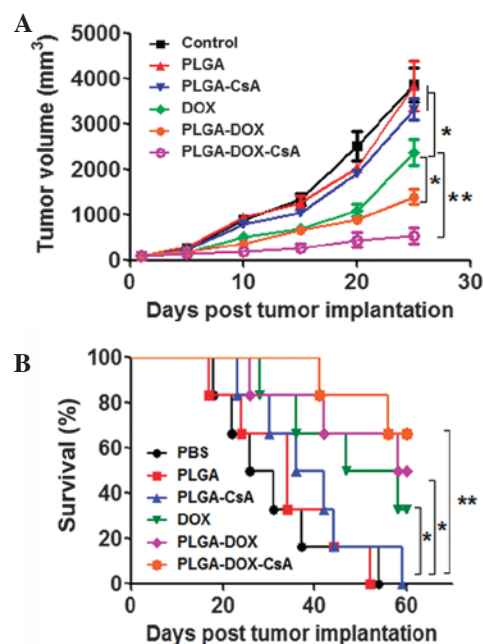 A
Tumor volume (mm³)
5000
4000
3000
2000
1000
0
Control
PLGA
PLGA-CsA
DOX
PLGA-DOX
PLGA-DOX-CsA
*
*
**
0 10 20 30
Days post tumor implantation
B
Survival (%)
100
80
60
40
20
0
PBS
PLGA
PLGA-CsA
DOX
PLGA-DOX
PLGA-DOX-CsA
*
*
**
0 20 40 60
Days post tumor implantation